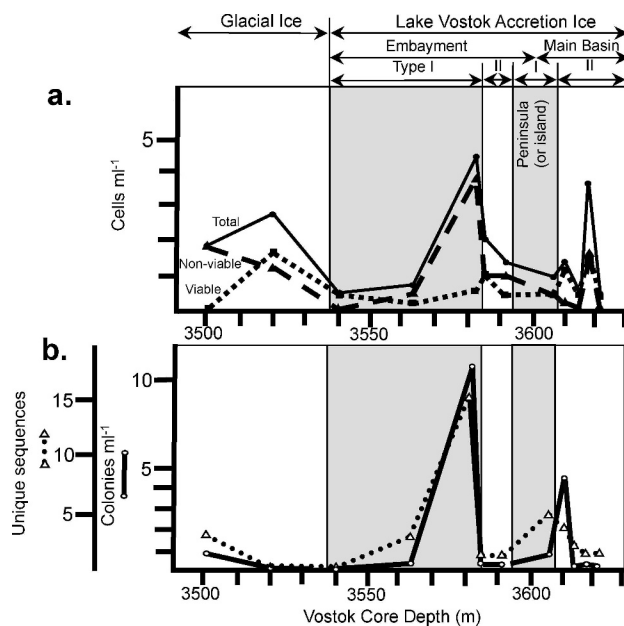 Glacial Ice
Lake Vostok Accretion Ice
Embayment
Main Basin
Type I
II
I
II
a.
Peninsula
(or island)
5
Cells ml-1
Total
Non-viable
Viable
3500
3550
3600
b.
Unique sequences
15
10
5
Colonies ml-1
10
5
3500
3550
3600
Vostok Core Depth (m)